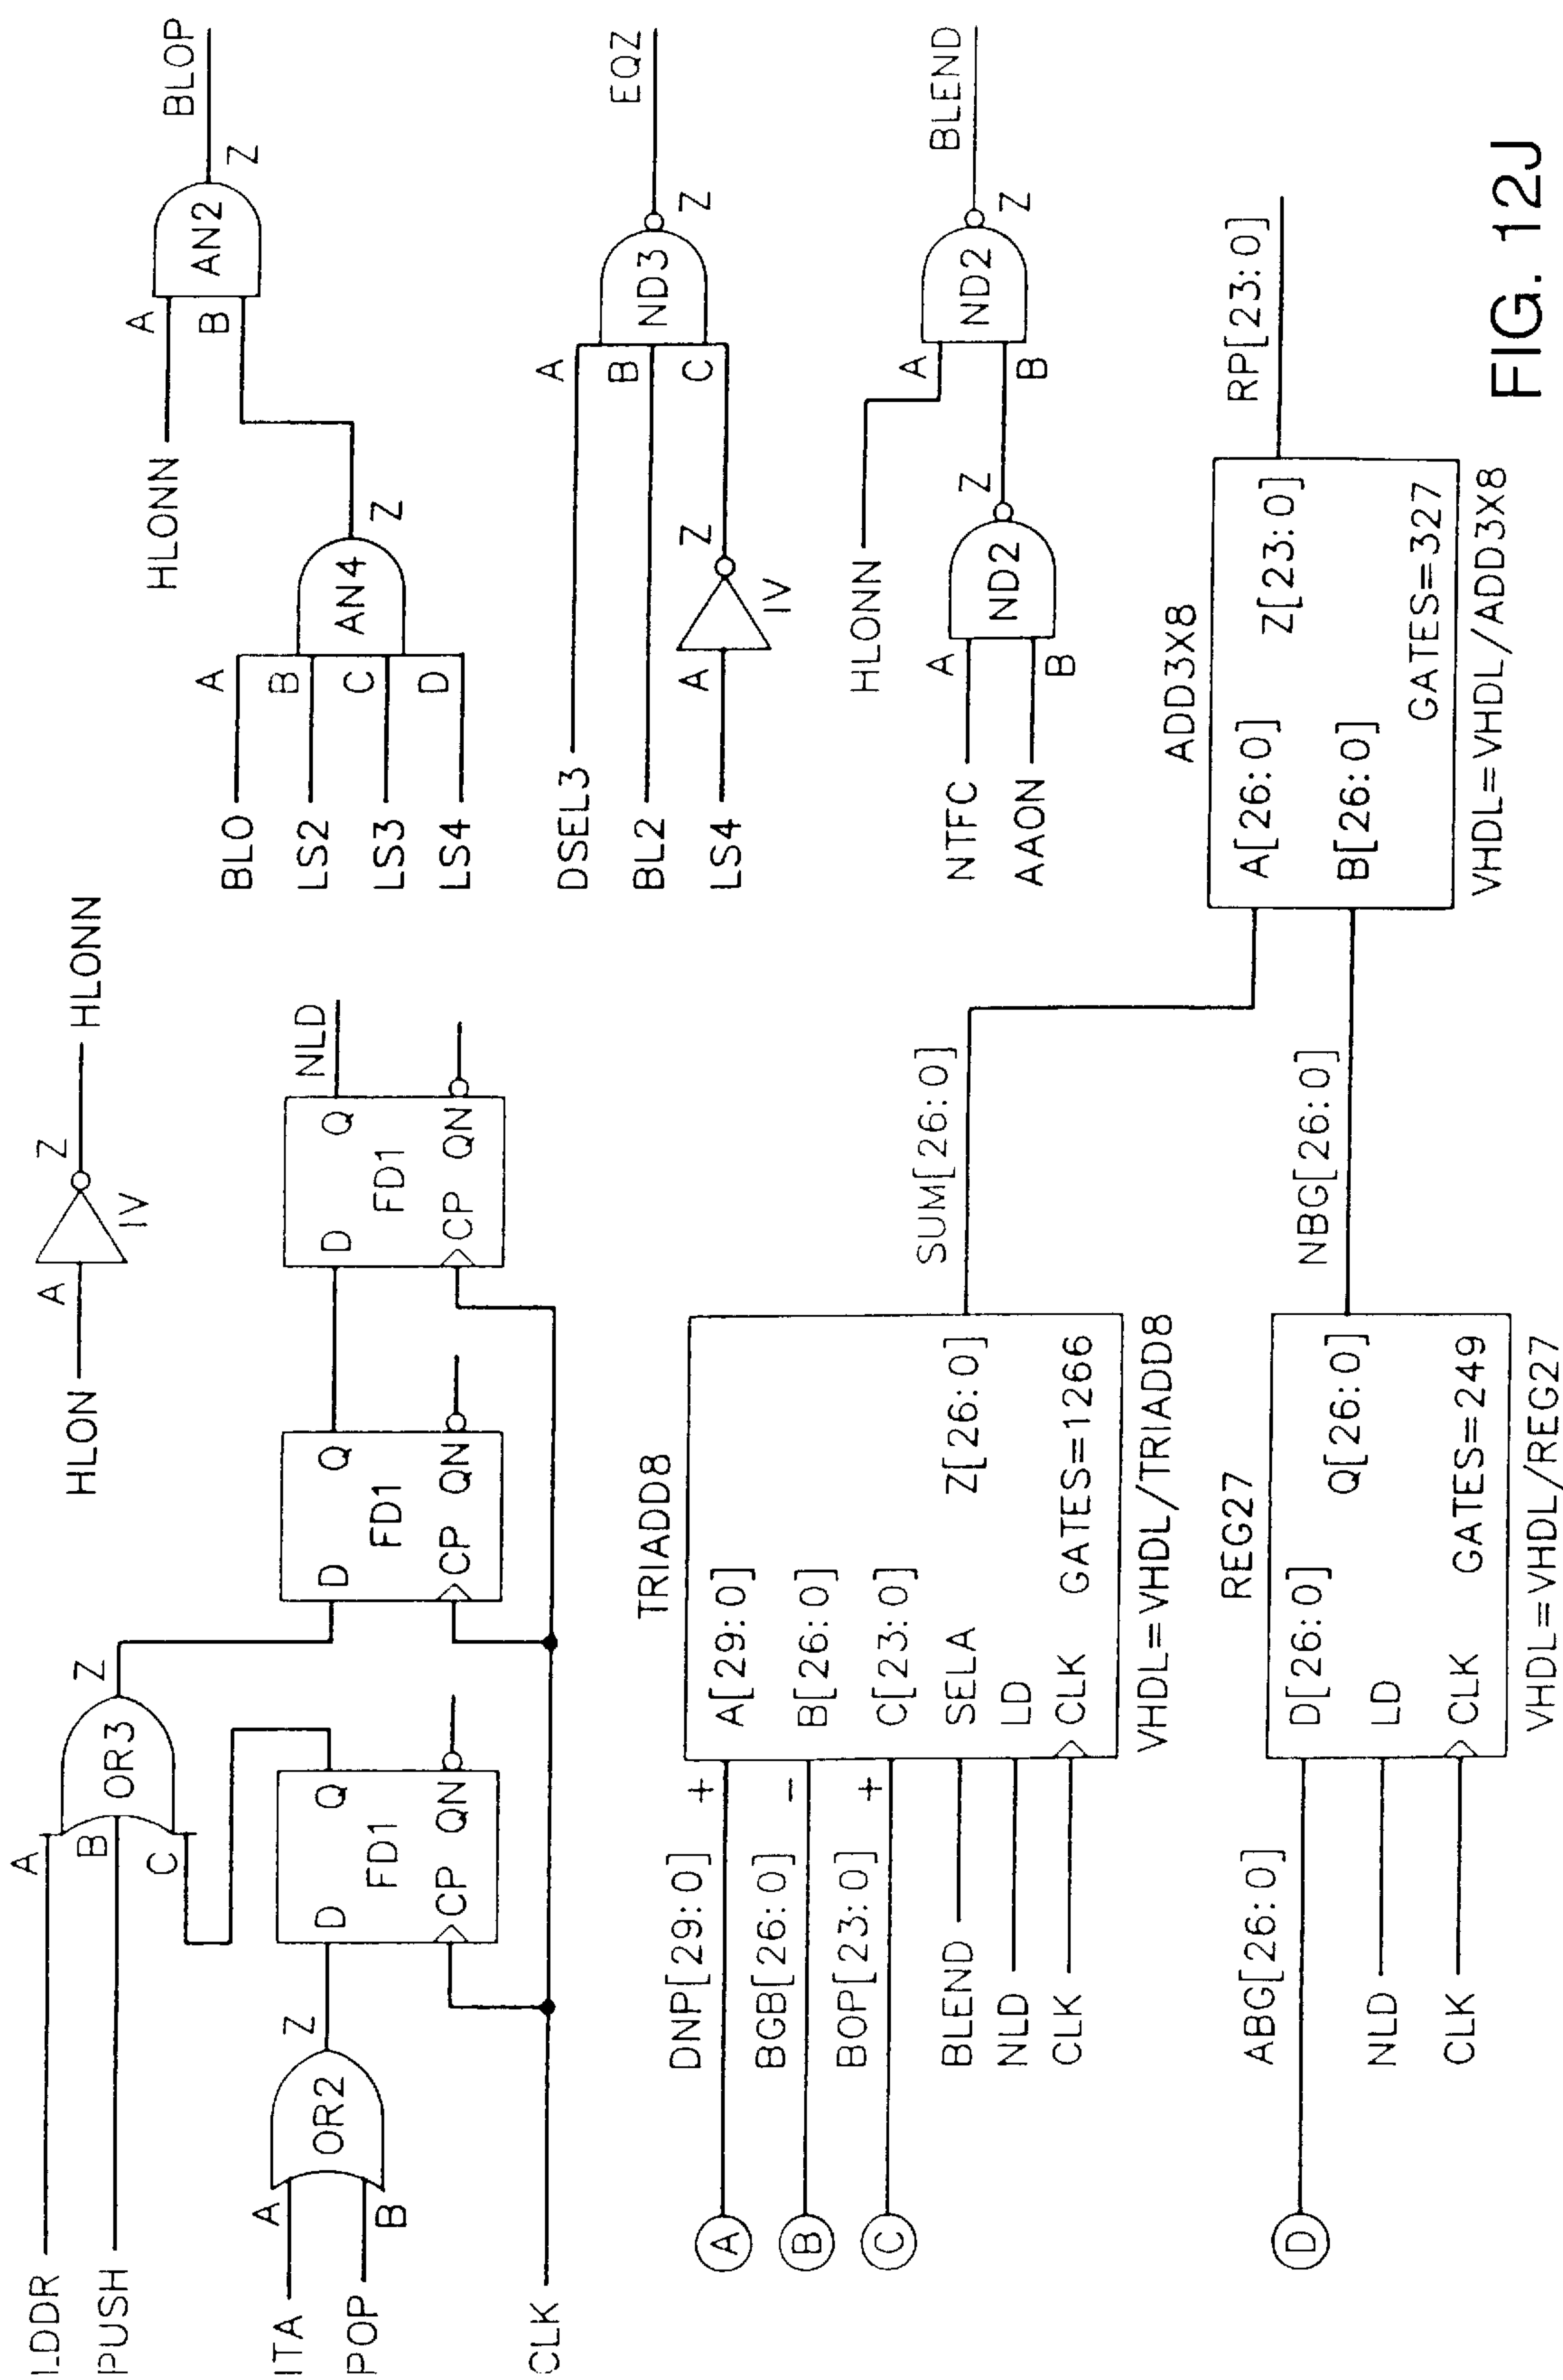 LDDR
PUSH
ITA
POP
CLK
A
B
OR2
Z
A
B
C
OR3
Z
D
Q
FD1
CP
QN
D
Q
FD1
CP
QN
D
Q
FD1
CP
QN
NLD
HLON
A
IV
Z
HLONN
BL0
LS2
LS3
LS4
A
B
C
D
AN4
Z
HLONN
A
B
AN2
Z
BLOP
DSEL3
BL2
LS4
A
IV
Z
A
B
C
ND3
Z
EQZ
NTFC
AAON
A
B
ND2
Z
HLONN
A
B
ND2
Z
BLEND
TRIADD8
A
DNP[29:0]
+
A[29:0]
B
BGB[26:0]
−
B[26:0]
C
BOP[23:0]
+
C[23:0]
BLEND
SELA
NLD
LD
CLK
CLK
Z[26:0]
GATES=1266
VHDL=VHDL/TRIADD8
SUM[26:0]
REG27
D
ABG[26:0]
D[26:0]
NLD
LD
CLK
CLK
Q[26:0]
GATES=249
VHDL=VHDL/REG27
NBG[26:0]
ADD3X8
A[26:0]
B[26:0]
Z[23:0]
GATES=327
VHDL=VHDL/ADD3X8
RP[23:0]
FIG. 12J